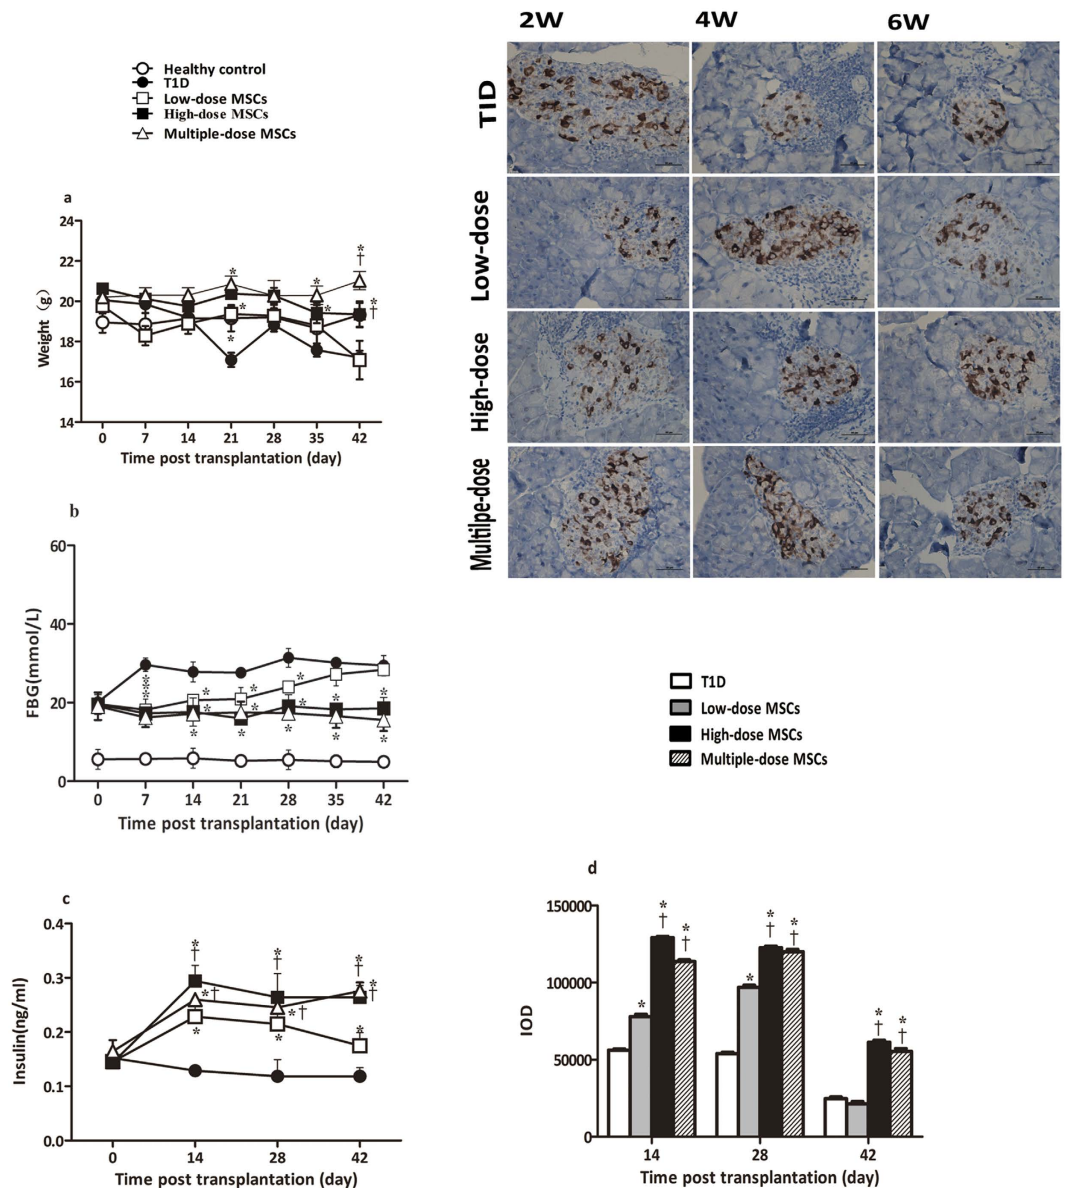 Healthy control
T1D
Low-dose MSCs
High-dose MSCs
Multiple-dose MSCs
a
24
22
20
18
16
14
Weight (g)
0 7 14 21 28 35 42
Time post transplantation (day)
* * * † * † * *
b
60
40
20
0
FBG(mmol/L)
0 7 14 21 28 35 42
Time post transplantation (day)
* * * * * * * * * * * * * * * *
c
0.4
0.3
0.2
0.1
0.0
Insulin(ng/ml)
0 14 28 42
Time post transplantation (day)
* † * † * † *† *† * † * * *
2W 4W 6W
TID
Low-dose
High-dose
Multilpe-dose
T1D
Low-dose MSCs
High-dose MSCs
Multiple-dose MSCs
d
150000
100000
50000
0
IOD
14 28 42
Time post transplantation (day)
* * † * † * * † * † * † * †